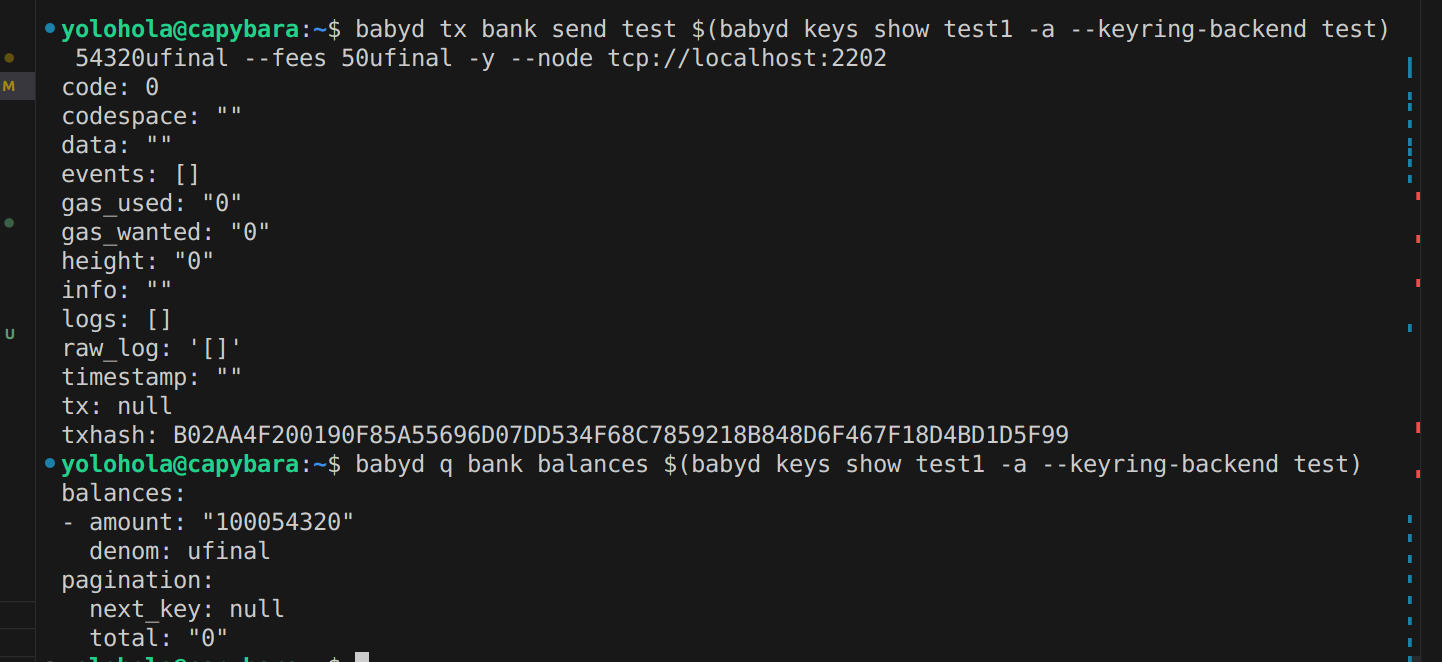 yolohola@capybara:~$ babyd tx bank send test $(babyd keys show test1 -a --keyring-backend test)
54320ufinal --fees 50ufinal -y --node tcp://localhost:2202
M
code: 0
codespace: ""
data: ""
events: []
gas_used: "0"
gas_wanted: "0"
height: "0"
info: ""
logs: []
U
raw_log: '[]'
timestamp: ""
tx: null
txhash: B02AA4F200190F85A55696D07DD534F68C7859218B848D6F467F18D4BD1D5F99
yolohola@capybara:~$ babyd q bank balances $(babyd keys show test1 -a --keyring-backend test)
balances:
- amount: "100054320"
  denom: ufinal
pagination:
  next_key: null
  total: "0"